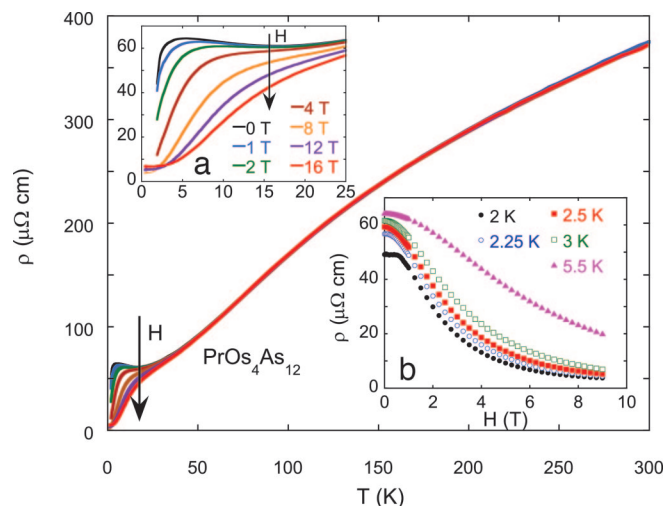 400
300
200
100
0
ρ (μΩ cm)
0
50
100
150
200
250
300
T (K)
H
PrOs4As12
60
40
20
0
0
5
10
15
20
25
H
a
0 T
1 T
2 T
4 T
8 T
12 T
16 T
60
40
20
0
ρ (μΩ cm)
0
2
4
6
8
10
H (T)
b
2 K
2.25 K
2.5 K
3 K
5.5 K